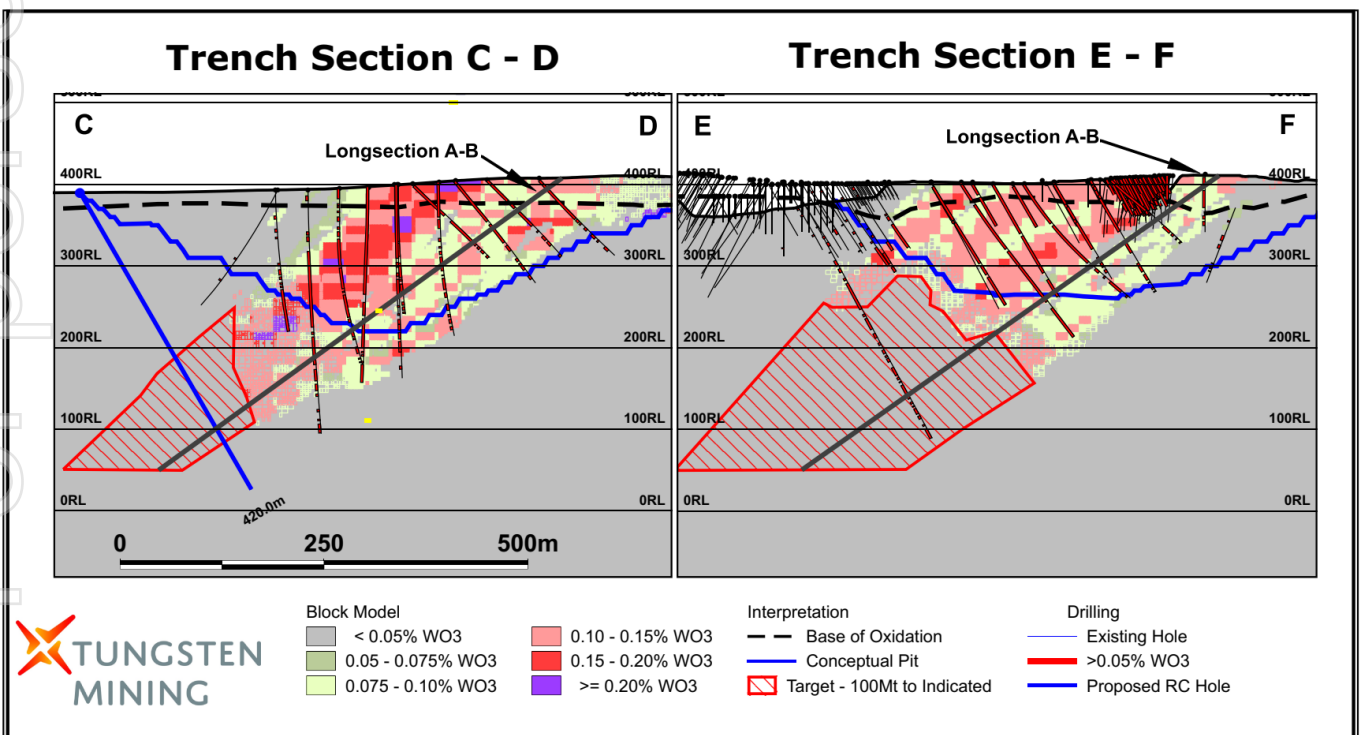 Trench Section C - D
Trench Section E - F
C
D
E
F
Longsection A-B
Longsection A-B
400RL
400RL
400RL
400RL
300RL
300RL
300RL
300RL
200RL
200RL
200RL
200RL
100RL
100RL
100RL
100RL
0RL
0RL
0RL
0RL
420.0m
0 250 500m
Block Model
< 0.05% WO3
0.05 - 0.075% WO3
0.075 - 0.10% WO3
0.10 - 0.15% WO3
0.15 - 0.20% WO3
>= 0.20% WO3
Interpretation
Base of Oxidation
Conceptual Pit
Target - 100Mt to Indicated
Drilling
Existing Hole
>0.05% WO3
Proposed RC Hole
TUNGSTEN
MINING